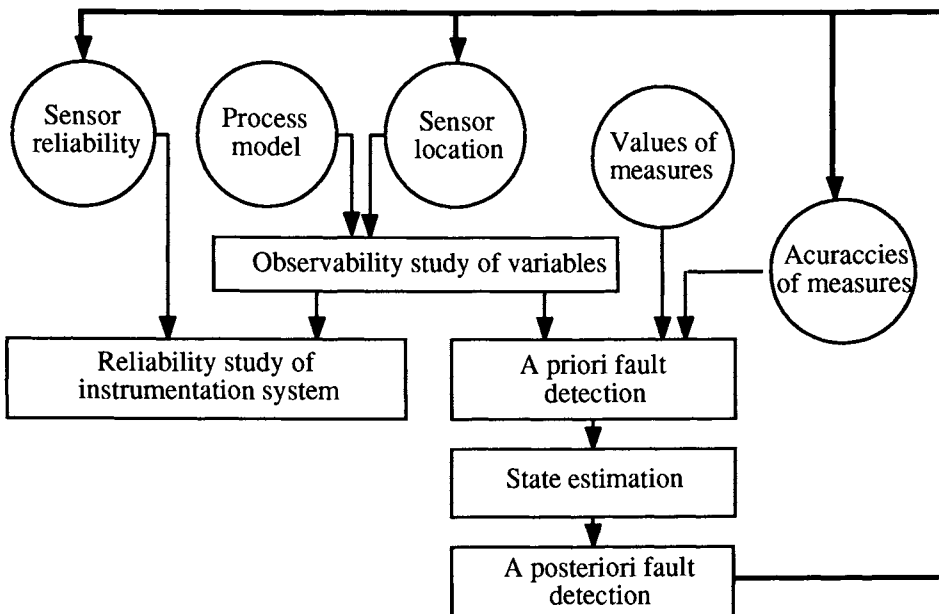 Sensor
reliability
Process
model
Sensor
location
Values of
measures
Acuraccies
of measures
Observability study of variables
Reliability study of
instrumentation system
A priori fault
detection
State estimation
A posteriori fault
detection